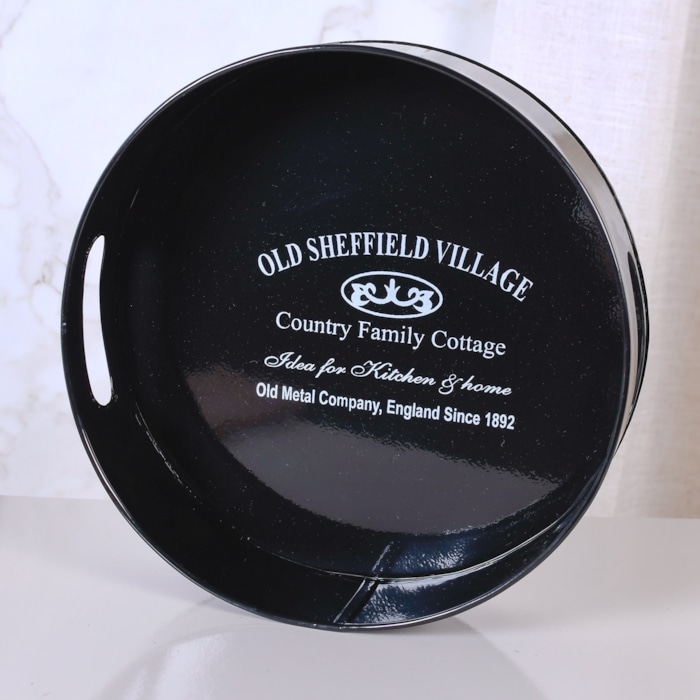 OLD SHEFFIELD VILLAGE
Country Family Cottage
Idea for Kitchen & home
Old Metal Company, England Since 1892